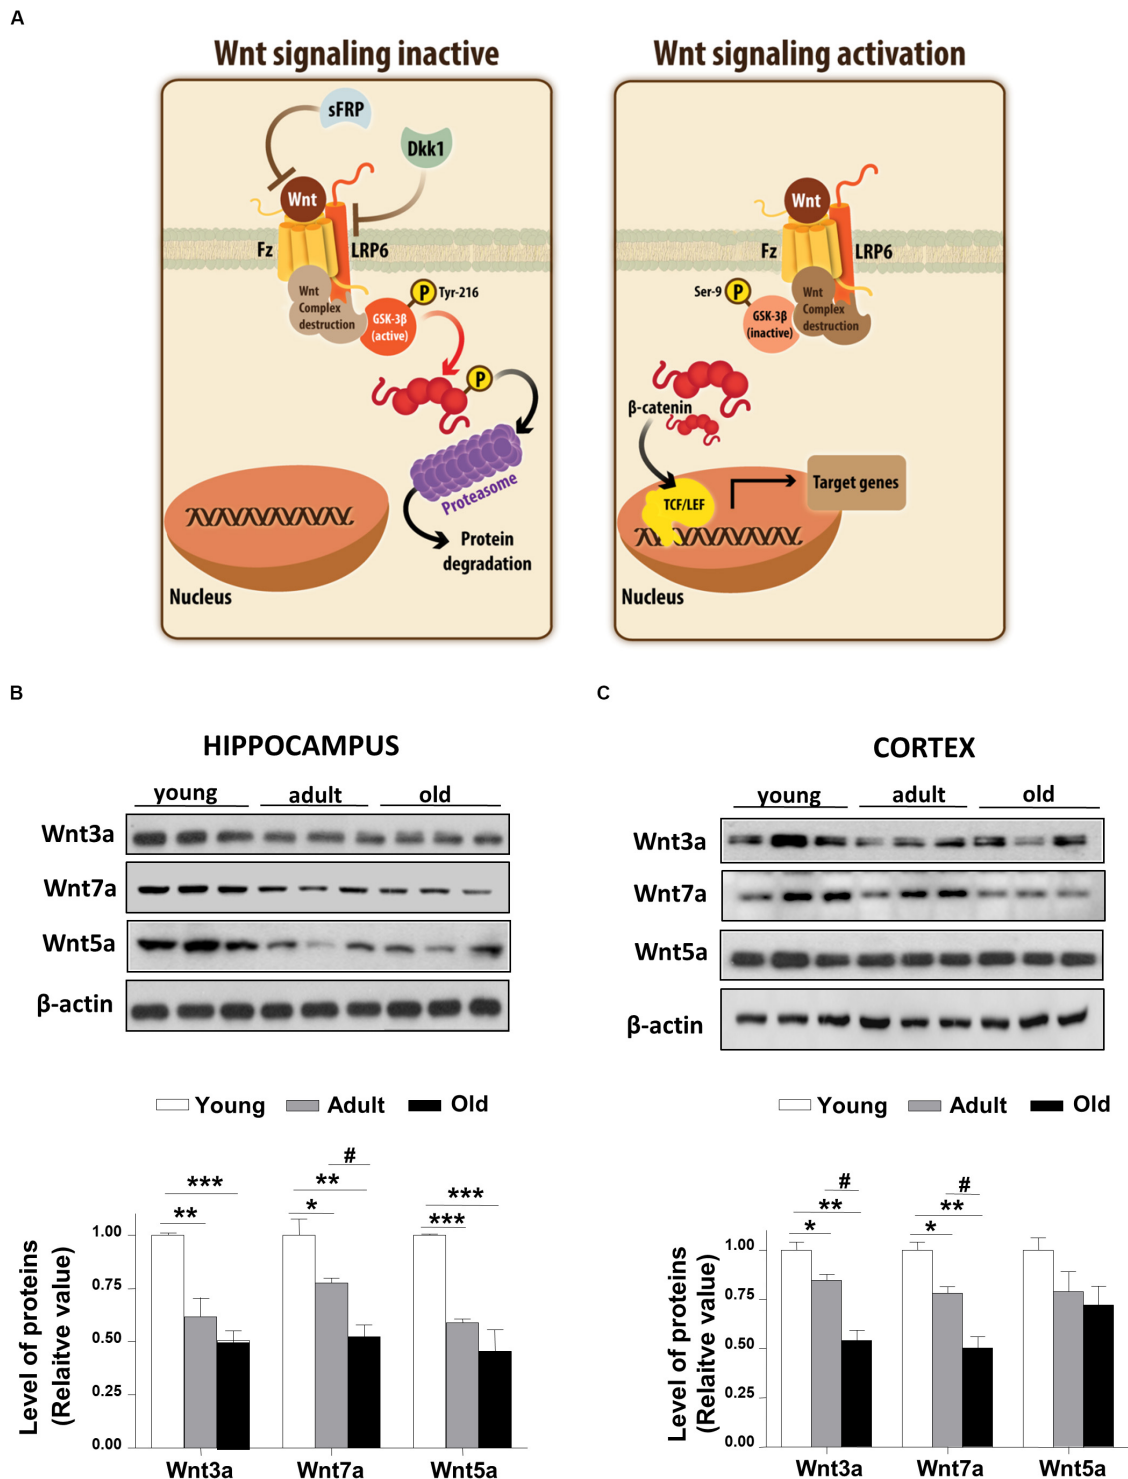 A
Wnt signaling inactive
Wnt signaling activation
sFRP
Dkk1
Wnt
Fz
LRP6
Wnt
Complex
destruction
GSK-3β
(active)
P
Tyr-216
P
Proteasome
Protein
degradation
Nucleus
Wnt
Fz
LRP6
Ser-9
P
GSK-3β
(inactive)
Wnt
Complex
destruction
β-catenin
TCF/LEF
Target genes
Nucleus
B
HIPPOCAMPUS
young adult old
Wnt3a
Wnt7a
Wnt5a
β-actin
Young Adult Old
Level of proteins
(Relaitve value)
1.00
0.75
0.50
0.25
0.00
***
**
#
**
*
***
***
Wnt3a Wnt7a Wnt5a
C
CORTEX
young adult old
Wnt3a
Wnt7a
Wnt5a
β-actin
Young Adult Old
Level of proteins
(Relaitve value)
1.00
0.75
0.50
0.25
0.00
#
**
*
#
**
*
Wnt3a Wnt7a Wnt5a